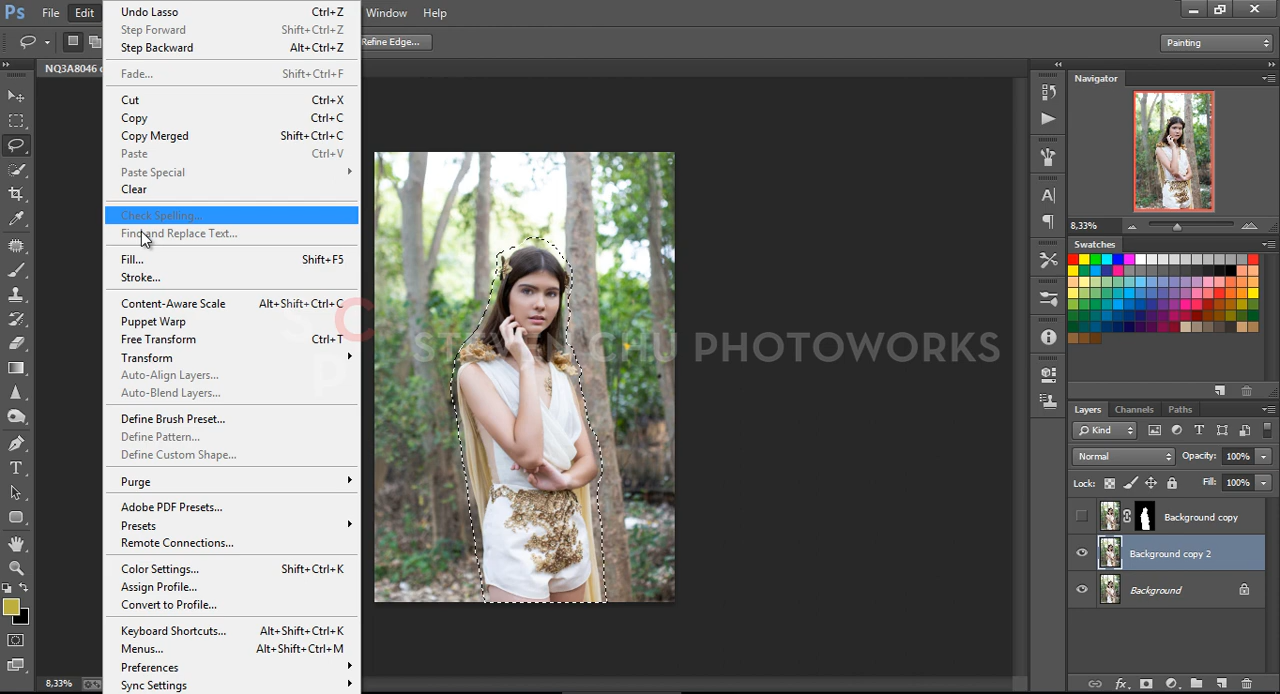 Ps File Edit Window Help
Refine Edge... Painting
NQ3A8046
Undo Lasso Ctrl+Z
Step Forward Shift+Ctrl+Z
Step Backward Alt+Ctrl+Z
Fade... Shift+Ctrl+F
Cut Ctrl+X
Copy Ctrl+C
Copy Merged Shift+Ctrl+C
Paste Ctrl+V
Paste Special
Clear
Check Spelling...
Find and Replace Text...
Fill... Shift+F5
Stroke...
Content-Aware Scale Alt+Shift+Ctrl+C
Puppet Warp
Free Transform Ctrl+T
Transform
Auto-Align Layers...
Auto-Blend Layers...
Define Brush Preset...
Define Pattern...
Define Custom Shape...
Purge
Adobe PDF Presets...
Presets
Remote Connections...
Color Settings... Shift+Ctrl+K
Assign Profile...
Convert to Profile...
Keyboard Shortcuts... Alt+Shift+Ctrl+K
Menus... Alt+Shift+Ctrl+M
Preferences
Sync Settings
8,33%
STEVEN CHU PHOTOWORKS
Navigator
8,33%
Swatches
Layers Channels Paths
Kind
Normal Opacity: 100%
Lock: Fill: 100%
Background copy
Background copy 2
Background